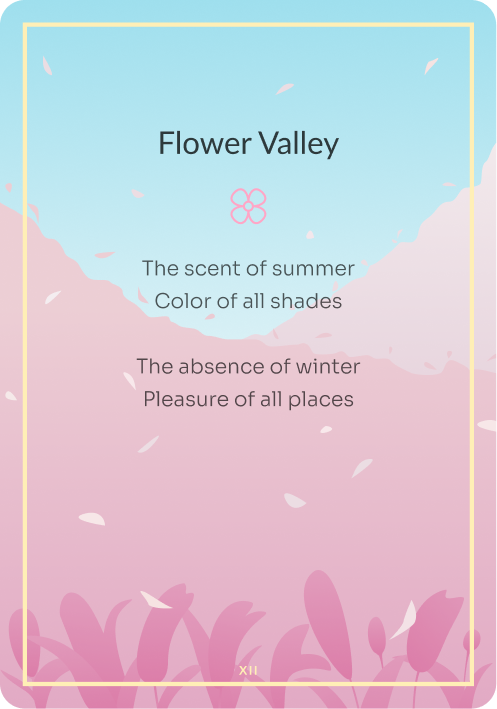 Flower Valley
The scent of summer
Color of all shades
The absence of winter
Pleasure of all places
XII